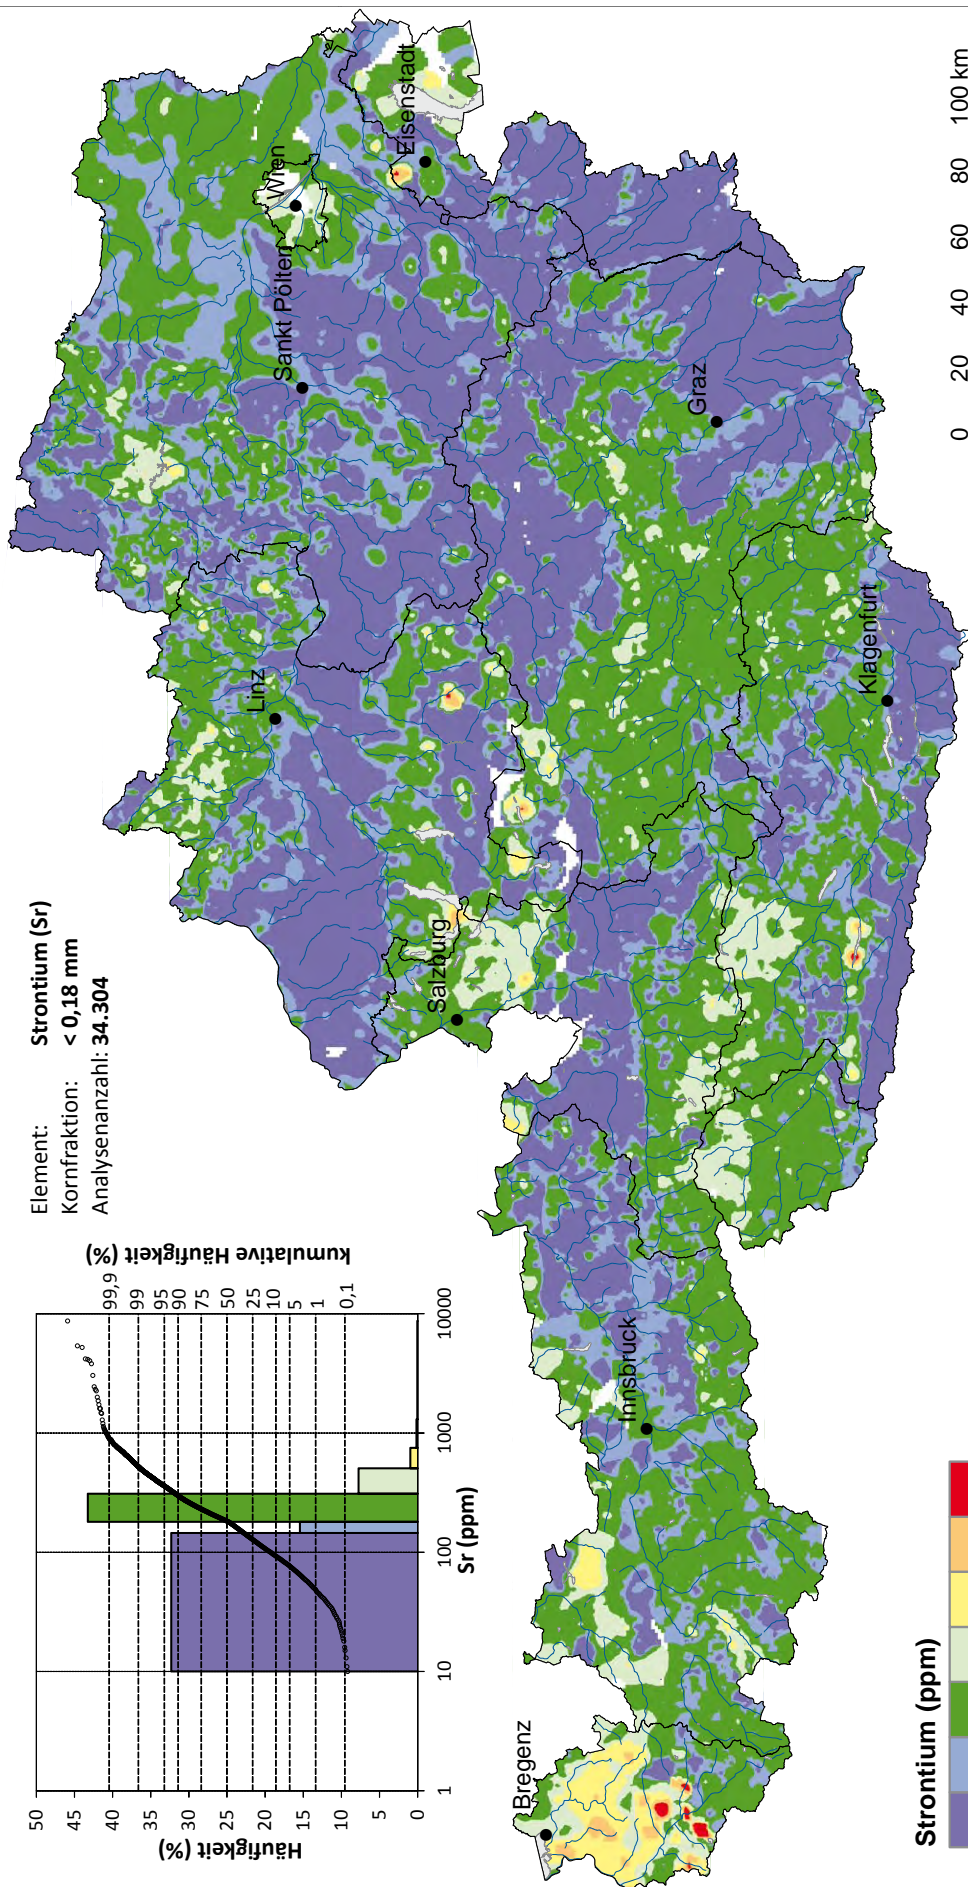 Element: Strontium (Sr)
Kornfraktion: < 0,18 mm
Analysenanzahl: 34.304
Häufigkeit (%)
50
45
40
35
30
25
20
15
10
5
0
kumulative Häufigkeit (%)
99,9
99
95
90
75
50
25
10
5
1
0,1
1
10
100
1000
10000
Sr (ppm)
Bregenz
Innsbruck
Salzburg
Linz
Sankt Pölten
Wien
Eisenstadt
Graz
Klagenfurt
Strontium (ppm)
0 20 40 60 80 100 km